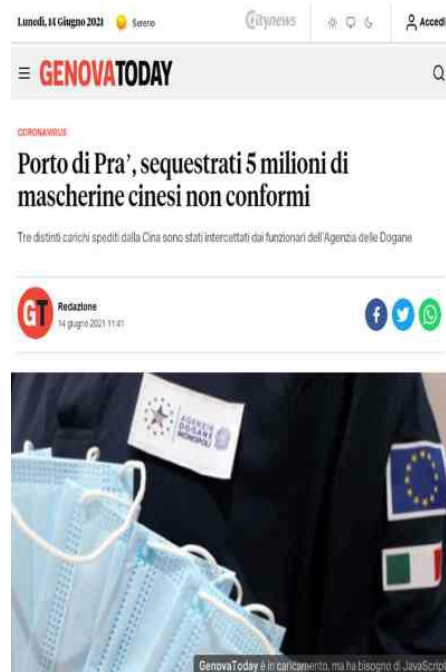 Lunedì, 14 Giugno 2021 Sereno Citynews Accedi
GENOVATODAY
CORONAVIRUS
Porto di Pra', sequestrati 5 milioni di
mascherine cinesi non conformi
Tre distinti carichi spediti dalla Cina sono stati intercettati dai funzionari dell'Agenzia delle Dogane
GT
Redazione
14 giugno 2021 11:41
AGENZIA
DOGANE
MONOPOLI
GenovaToday è in caricamento, ma ha bisogno di JavaScript